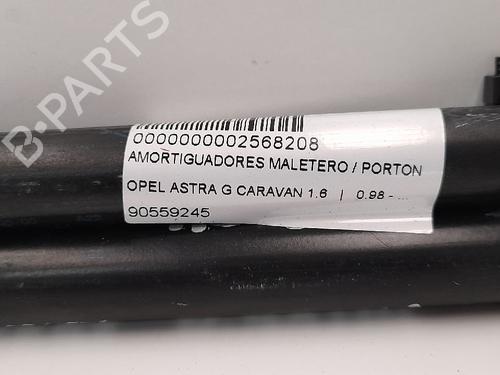 B-PARTS
0000000002568208
AMORTIGUADORES MALETERO / PORTON
OPEL ASTRA G CARAVAN 1.6 | 0.98 - ...
90559245